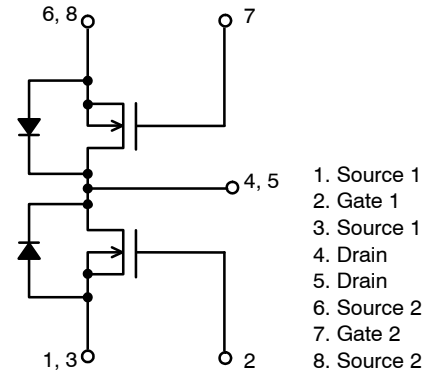 6, 8
7
4, 5
1, 3
2
1. Source 1
2. Gate 1
3. Source 1
4. Drain
5. Drain
6. Source 2
7. Gate 2
8. Source 2